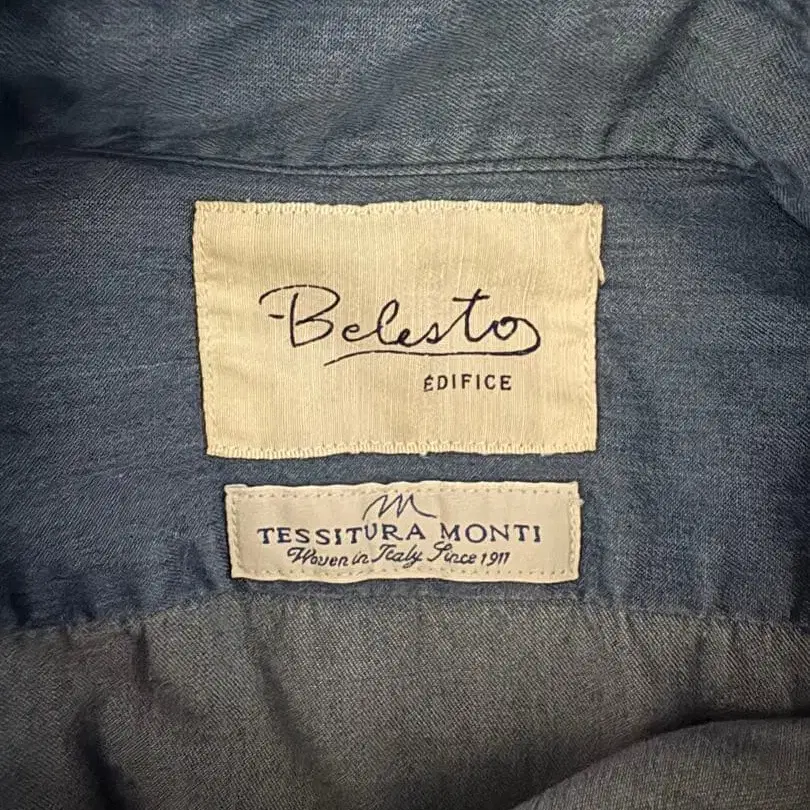 Belesto
ÉDIFICE
M
TESSITURA MONTI
Woven in Italy Since 1911